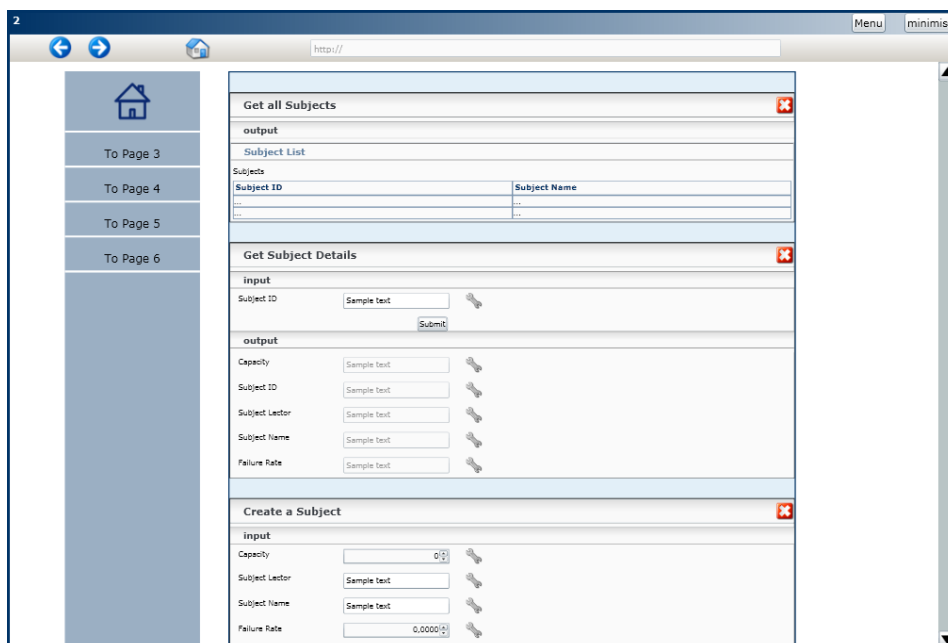 2
Menu minimis
http://
To Page 3
To Page 4
To Page 5
To Page 6
Get all Subjects
output
Subject List
Subjects
Subject ID Subject Name
... ...
... ...
Get Subject Details
input
Subject ID Sample text
Submit
output
Capacity Sample text
Subject ID Sample text
Subject Lector Sample text
Subject Name Sample text
Failure Rate Sample text
Create a Subject
input
Capacity 0
Subject Lector Sample text
Subject Name Sample text
Failure Rate 0,0000